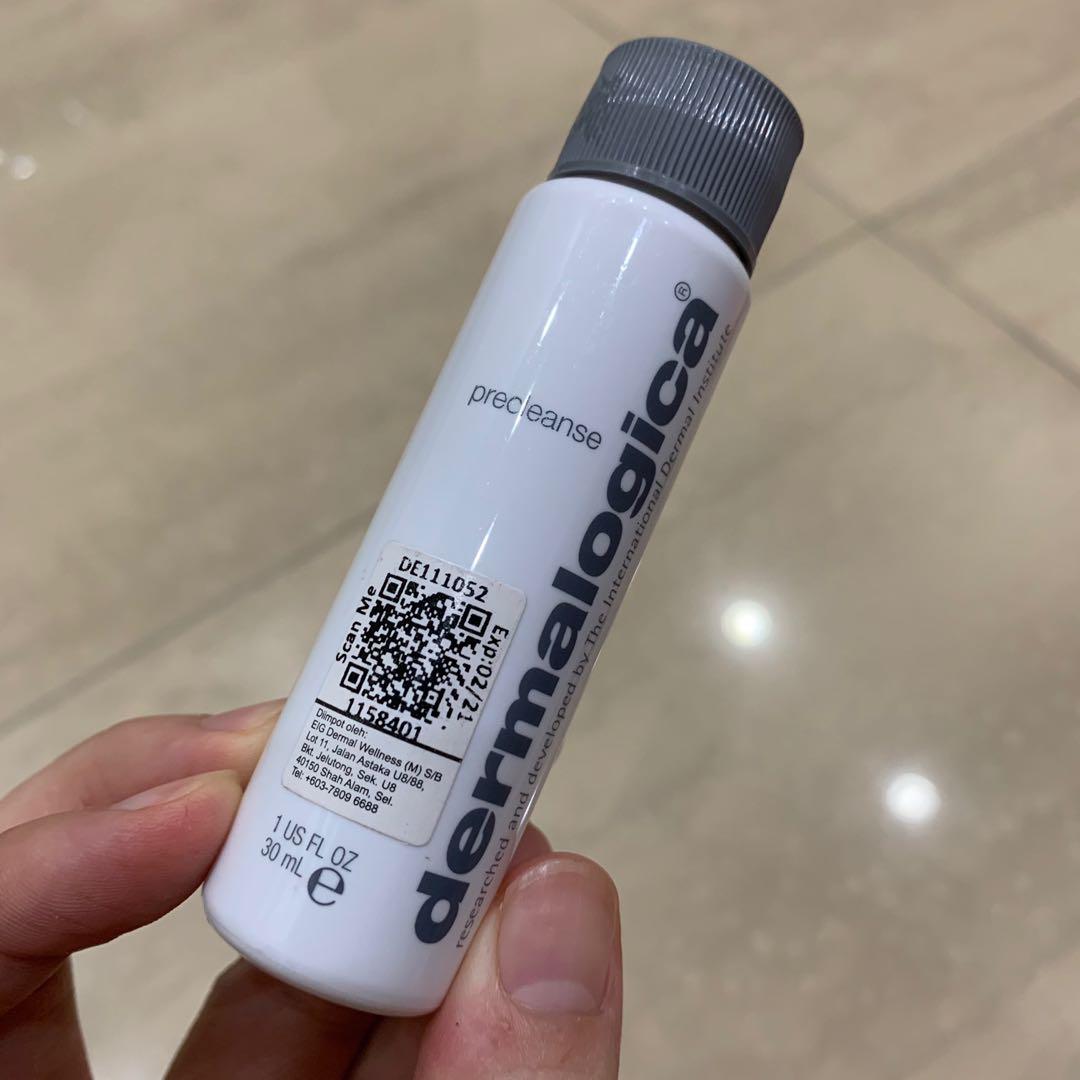 precleanse
dermalogica®
researched and developed by The International Dermal Institute
DE111052
Scan Me
Exp:02/21
1158401
Diimpot oleh:
EIG Dermal Wellness (M) S/B
Lot 11, Jalan Astaka U8/88,
Bkt. Jelutong, Sek. U8
40150 Shah Alam, Sel.
Tel: +603-7809 6688
1 US FL OZ
30 mL e